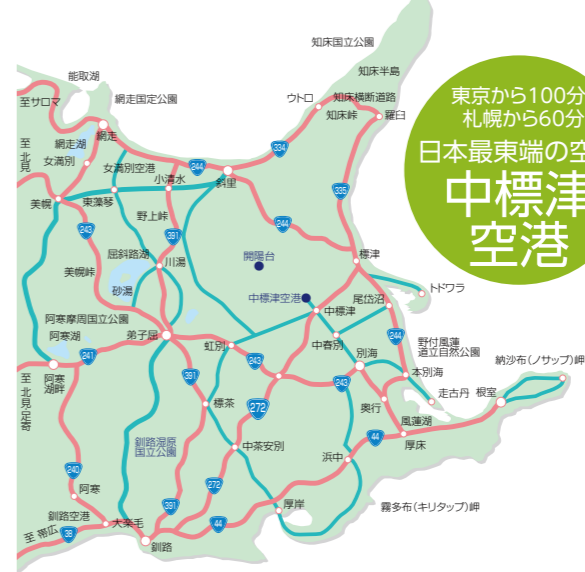 知床国立公園
知床半島
能取湖
網走国定公園
至サロマ
ウトロ
知床横断道路
知床峠
羅臼
東京から100分
札幌から60分
日本最東端の空
中標津
空港
網走
網走湖
女満別
女満別空港
334
至北見
244
小清水
斜里
335
美幌
東藻琴
野上峠
244
243
391
屈斜路湖
川湯
開陽台
標津
美幌峠
砂湯
トドワラ
中標津空港
尾岱沼
中標津
阿寒摩周国立公園
阿寒湖
弟子屈
虹別
中春別
244
野付風蓮
道立自然公園
納沙布(ノサップ)岬
241
243
別海
本別海
至北見足寄
阿寒湖畔
391
243
走古丹
根室
標茶
272
奥行
風蓮湖
釧路湿原
国立公園
中茶安別
44
厚床
浜中
240
272
阿寒
391
厚岸
霧多布(キリタップ)岬
釧路空港
大楽毛
44
至帯広
38
釧路